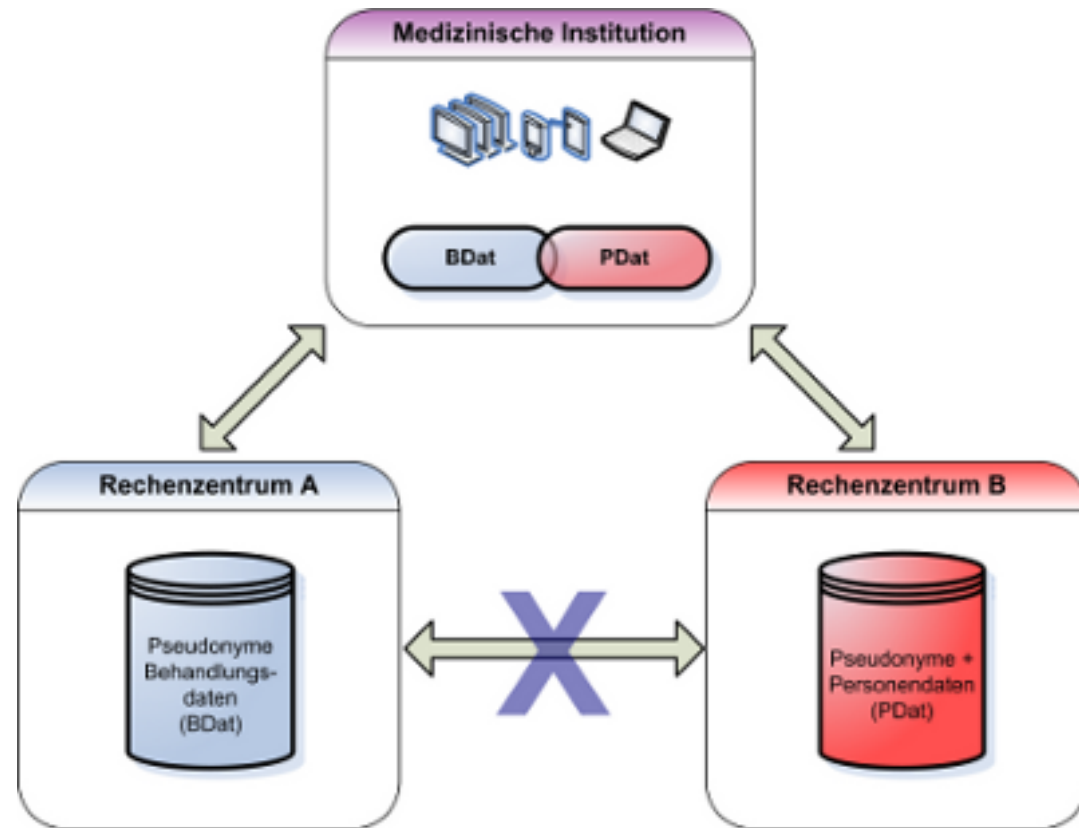 Medizinische Institution
BDat
PDat
Rechenzentrum A
Rechenzentrum B
Pseudonyme
Behandlungs-
daten
(BDat)
X
Pseudonyme +
Personendaten
(PDat)